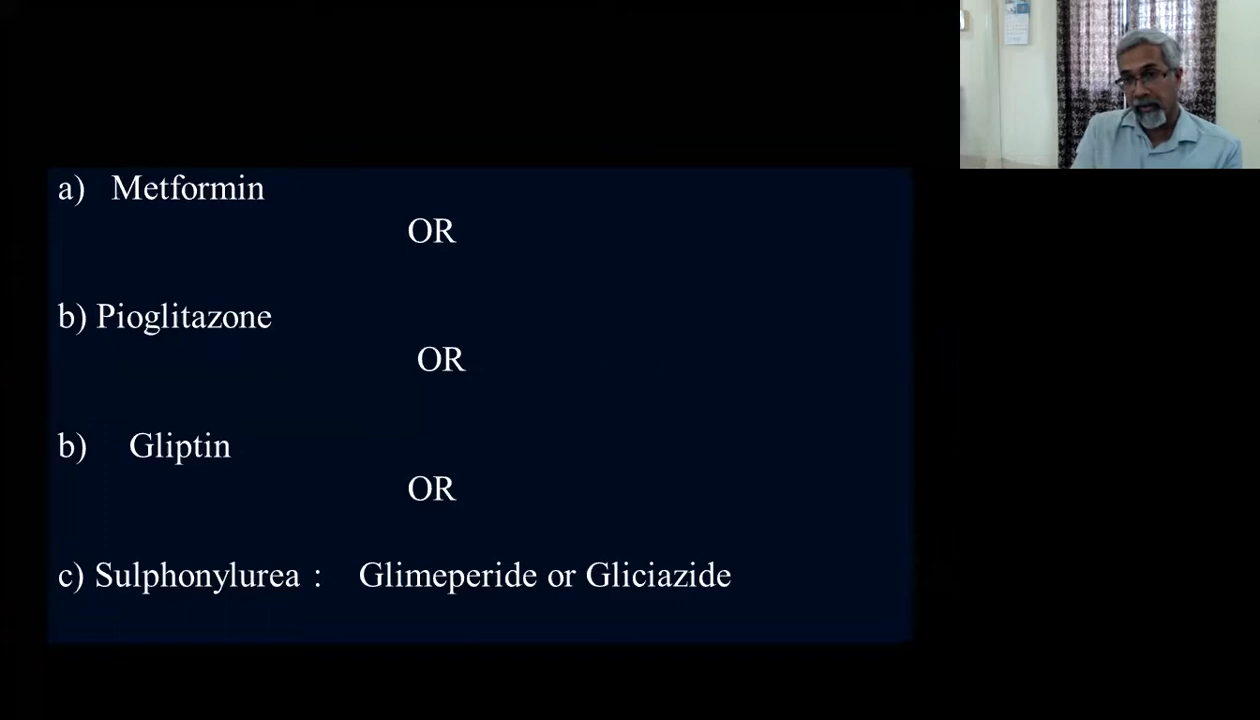 a) Metformin
OR
b) Pioglitazone
OR
b) Gliptin
OR
c) Sulphonylurea : Glimeperide or Gliciazide